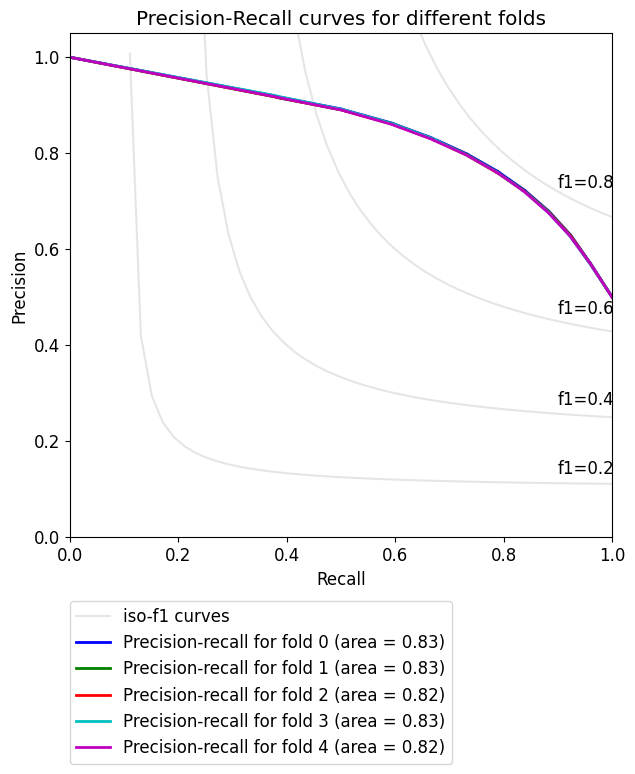 Precision-Recall curves for different folds
1.0
0.8
0.6
0.4
0.2
0.0
Precision
f1=0.8
f1=0.6
f1=0.4
f1=0.2
0.0 0.2 0.4 0.6 0.8 1.0
Recall
iso-f1 curves
Precision-recall for fold 0 (area = 0.83)
Precision-recall for fold 1 (area = 0.83)
Precision-recall for fold 2 (area = 0.82)
Precision-recall for fold 3 (area = 0.83)
Precision-recall for fold 4 (area = 0.82)